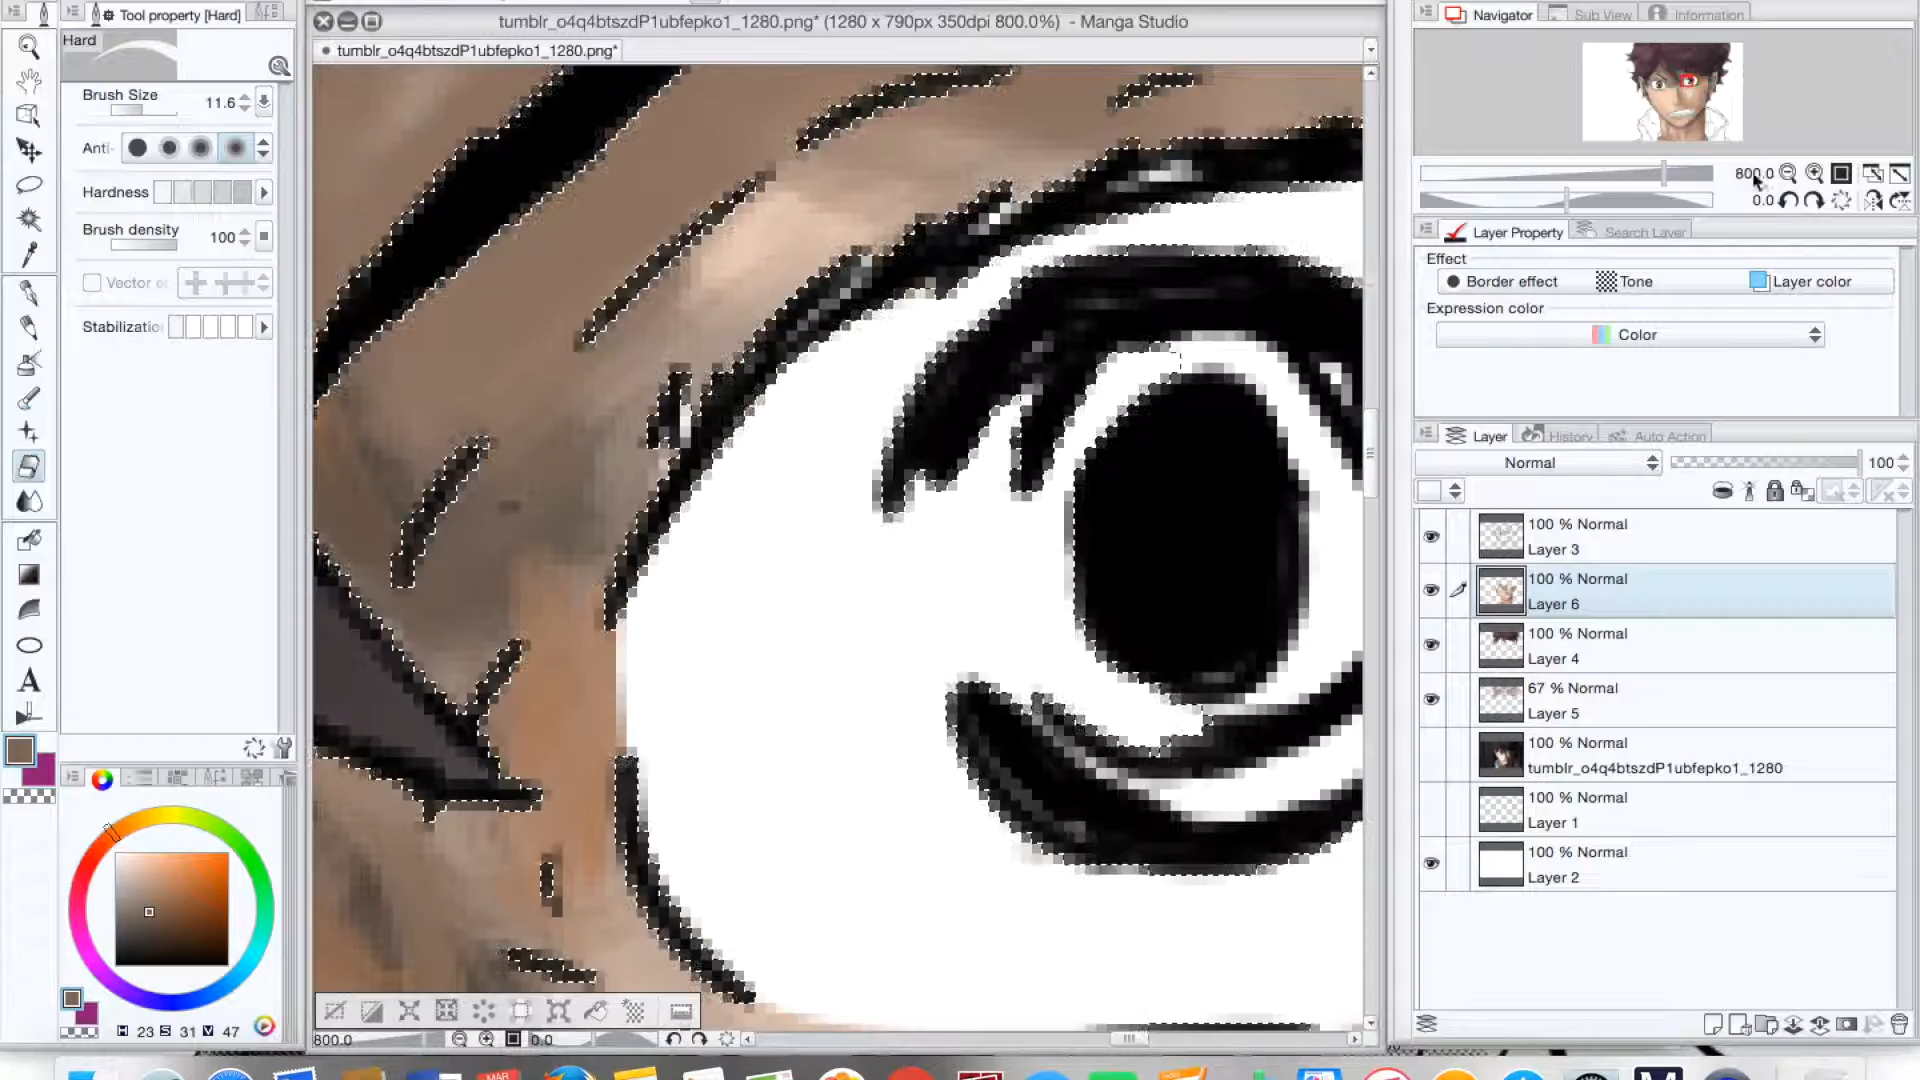 Tool property [Hard]
tumblr_o4q4btszdP1ubfepko1_1280.png* (1280 x 790px 350dpi 800.0%) - Manga Studio
Navigator
Sub View
Information
Hard
tumblr_o4q4btszdP1ubfepko1_1280.png*
Brush Size
11.6
Anti-
Hardness
Brush density
100
Vector
Stabilizatio
800.0
0.0
Layer Property
Search Layer
Effect
Border effect
Tone
Layer color
Expression color
Color
Layer
History
Auto Action
Normal
100
100 % Normal
Layer 3
100 % Normal
Layer 6
100 % Normal
Layer 4
67 % Normal
Layer 5
100 % Normal
tumblr_o4q4btszdP1ubfepko1_1280
100 % Normal
Layer 1
100 % Normal
Layer 2
A
H 23 S 31 V 47
800.0
0.0
MAR